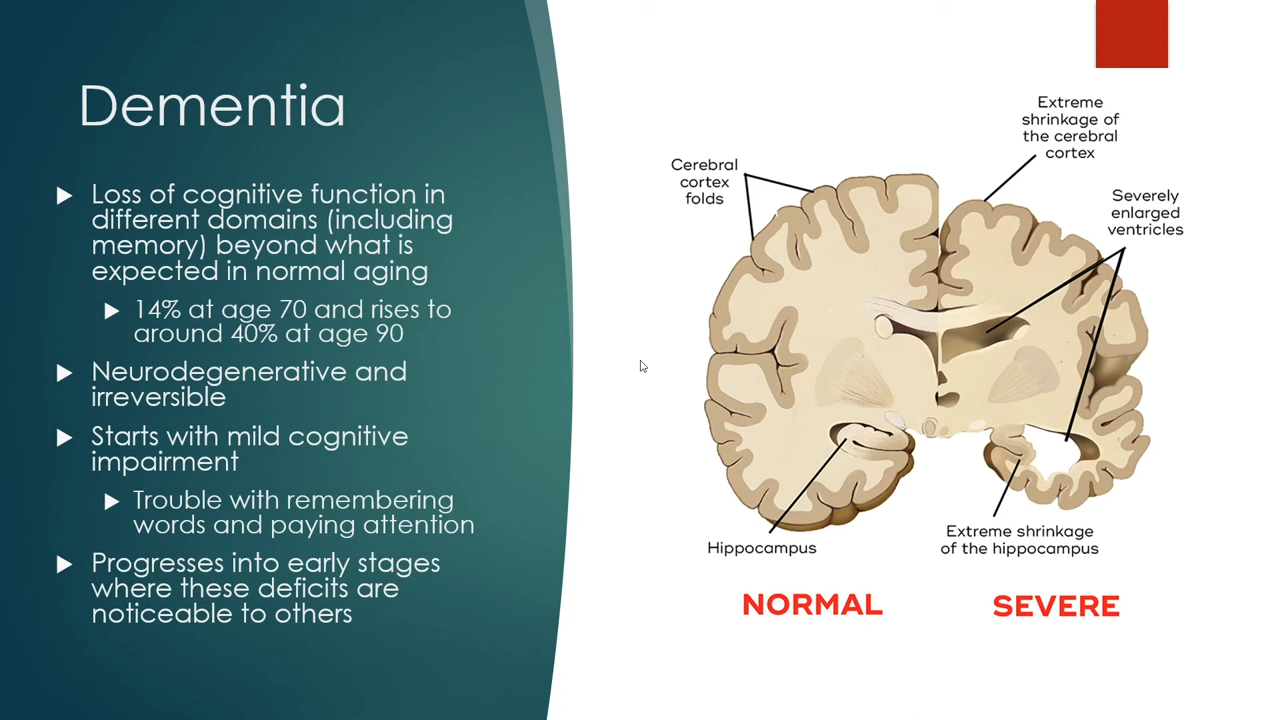 Dementia
Loss of cognitive function in
different domains (including
memory) beyond what is
expected in normal aging
14% at age 70 and rises to
around 40% at age 90
Neurodegenerative and
irreversible
Starts with mild cognitive
impairment
Trouble with remembering
words and paying attention
Progresses into early stages
where these deficits are
noticeable to others
Extreme
shrinkage of
the cerebral
cortex
Cerebral
cortex
folds
Severely
enlarged
ventricles
Hippocampus
Extreme shrinkage
of the hippocampus
NORMAL
SEVERE